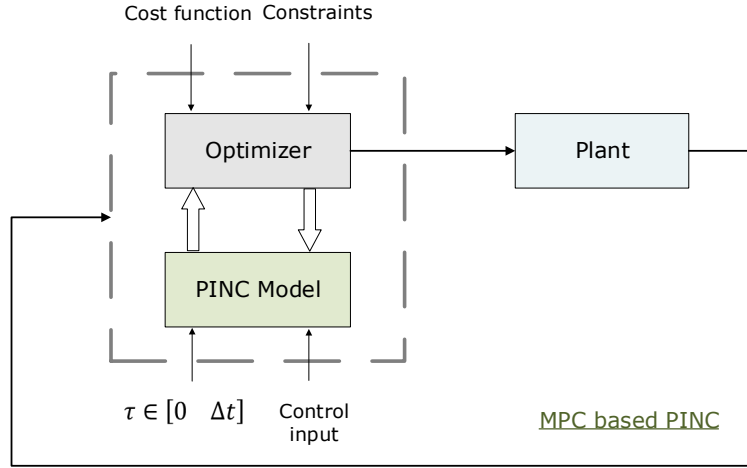 Cost function
Constraints
Optimizer
Plant
PINC Model
τ ∈ [0 Δt]
Control
input
MPC based PINC